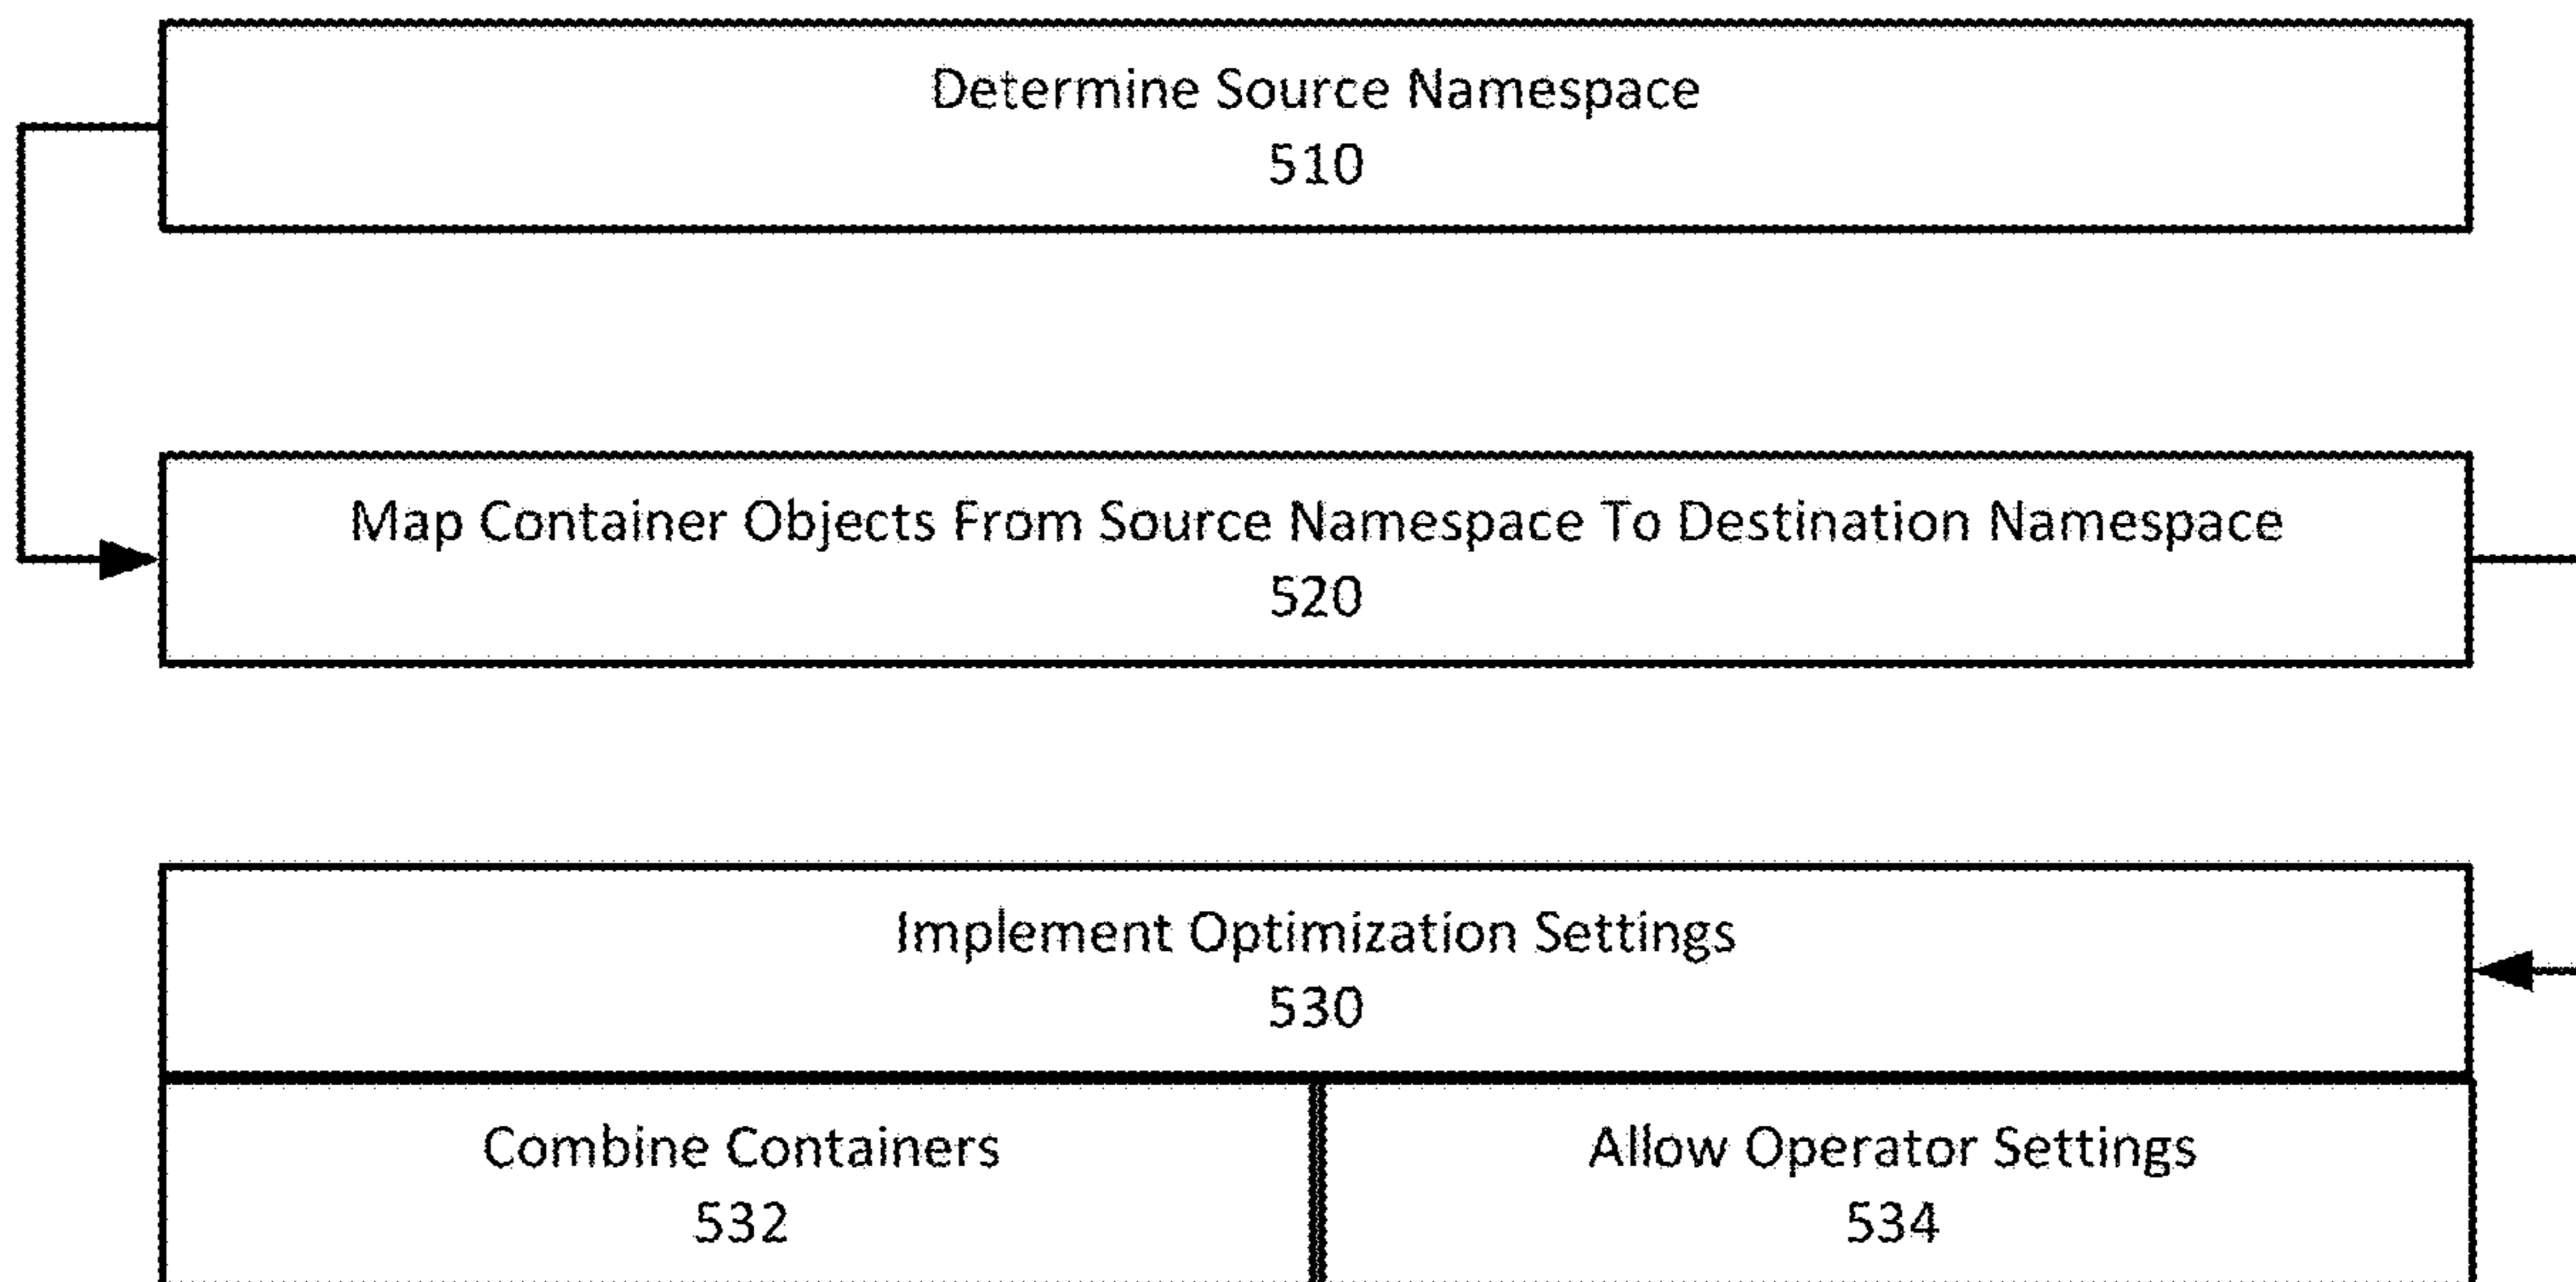 Determine Source Namespace
510
Map Container Objects From Source Namespace To Destination Namespace
520
Implement Optimization Settings
530
Combine Containers
532
Allow Operator Settings
534